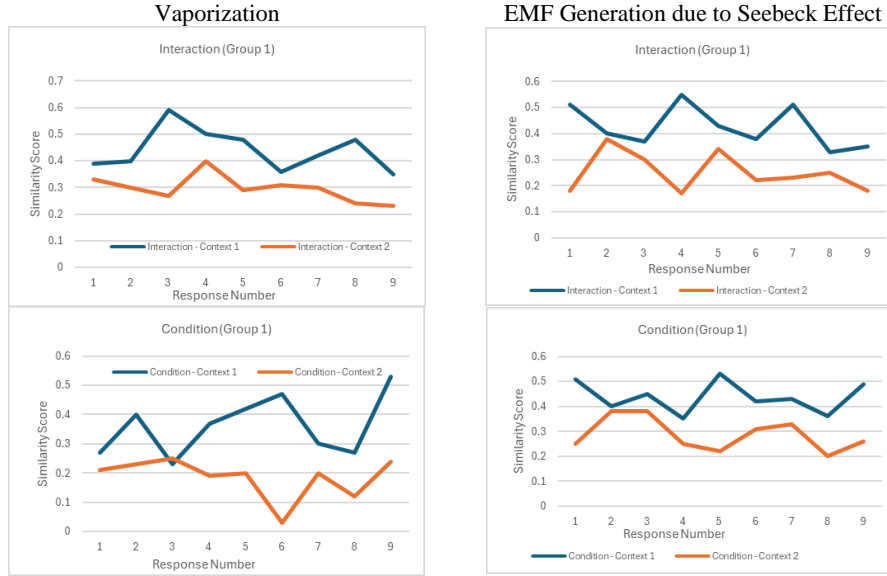 Vaporization
Interaction (Group 1)
0.7
0.6
0.5
0.4
0.3
0.2
0.1
0
Similarity Score
Interaction - Context 1
Interaction - Context 2
1 2 3 4 5 6 7 8 9
Response Number
EMF Generation due to Seebeck Effect
Interaction (Group 1)
0.6
0.5
0.4
0.3
0.2
0.1
0
Similarity Score
1 2 3 4 5 6 7 8 9
Response Number
Interaction - Context 1
Interaction - Context 2
Condition (Group 1)
0.6
0.5
0.4
0.3
0.2
0.1
0
Similarity Score
Condition - Context 1
Condition - Context 2
1 2 3 4 5 6 7 8 9
Response Number
Condition (Group 1)
0.6
0.5
0.4
0.3
0.2
0.1
0
Similarity Score
1 2 3 4 5 6 7 8 9
Response Number
Condition - Context 1
Condition - Context 2